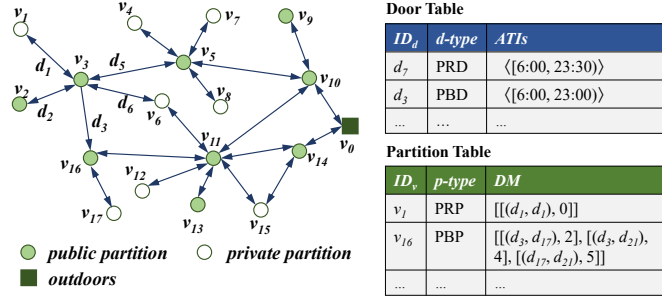 v1
v4
v7
v9
v3
d5
v5
v10
d1
v2
d2
d6
v6
v8
d3
v11
v0
v16
v12
v14
v17
v13
v15
public partition
private partition
outdoors
Door Table
IDd d-type ATIs
d7 PRD ⟨[6:00, 23:30)⟩
d3 PBD ⟨[6:00, 23:00)⟩
... ... ...
Partition Table
IDv p-type DM
v1 PRP [[(d1, d1), 0]]
v16 PBP [[(d3, d17), 2], [(d3, d21),
4], [(d17, d21), 5]]
... ... ...